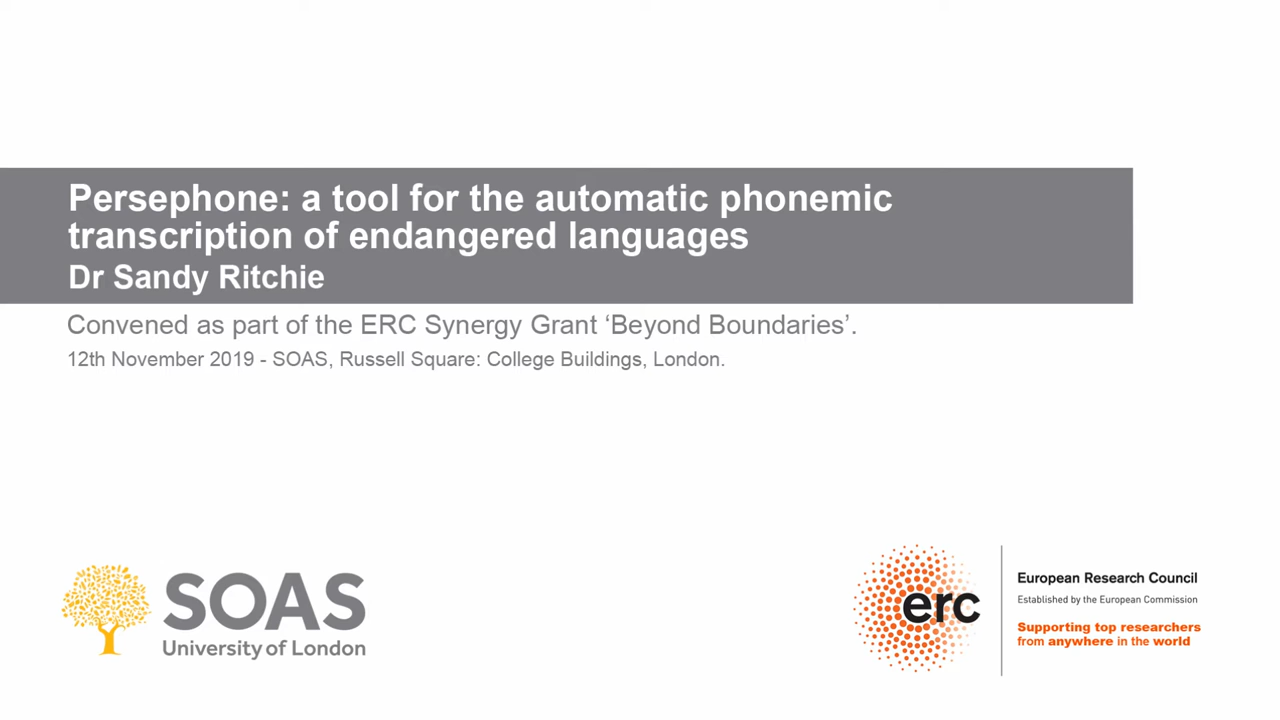 Persephone: a tool for the automatic phonemic
transcription of endangered languages
Dr Sandy Ritchie
Convened as part of the ERC Synergy Grant ‘Beyond Boundaries’.
12th November 2019 - SOAS, Russell Square: College Buildings, London.
SOAS
University of London
erc
European Research Council
Established by the European Commission
Supporting top researchers
from anywhere in the world